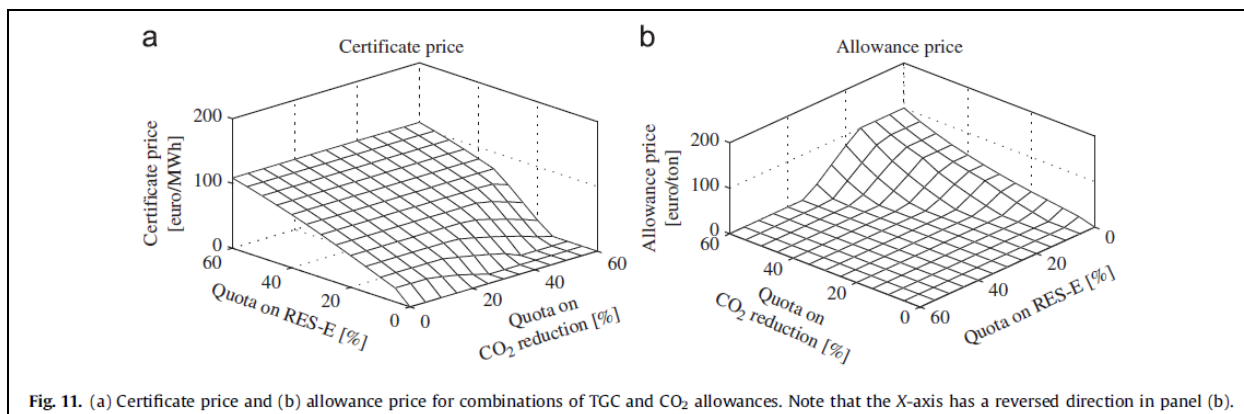 a
Certificate price
Certificate price
[euro/MWh]
200
100
0
60
40
20
0
Quota on RES-E [%]
0
20
40
60
Quota on
CO₂ reduction [%]
b
Allowance price
Allowance price
[euro/ton]
200
100
0
60
40
20
0
Quota on
CO₂ reduction [%]
60
40
20
0
Quota on RES-E [%]
Fig. 11. (a) Certificate price and (b) allowance price for combinations of TGC and CO₂ allowances. Note that the X-axis has a reversed direction in panel (b).